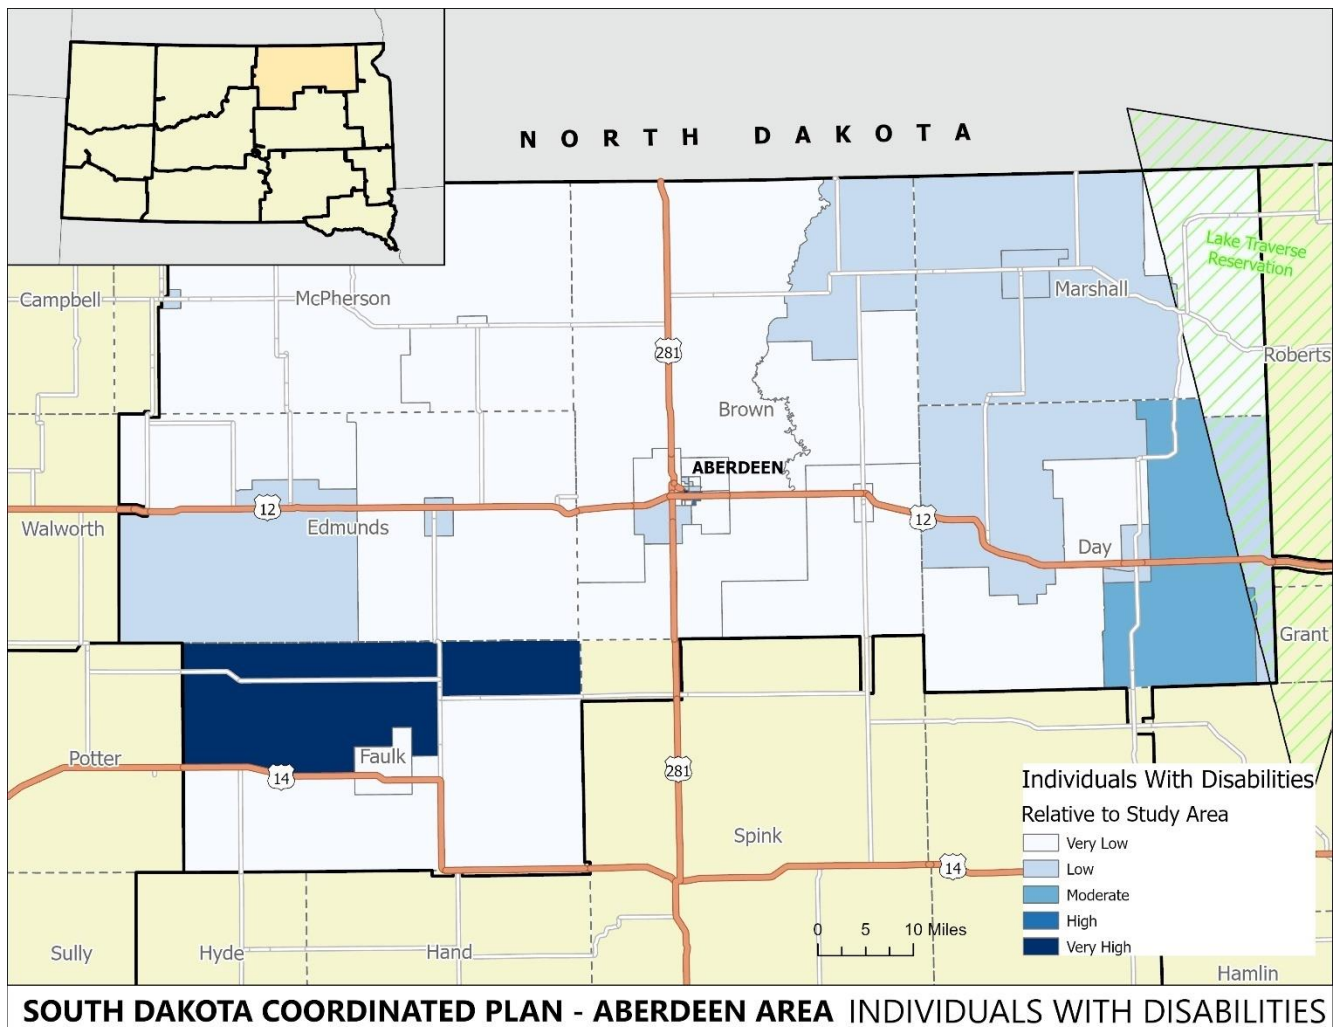 NORTH DAKOTA
Lake Traverse
Reservation
Campbell
McPherson
Marshall
281
Roberts
Brown
ABERDEEN
12
12
Walworth
Edmunds
Day
Grant
Potter
Faulk
14
281
Spink
14
Sully
Hyde
Hand
Hamlin
Individuals With Disabilities
Relative to Study Area
Very Low
Low
Moderate
High
Very High
0 5 10 Miles
SOUTH DAKOTA COORDINATED PLAN - ABERDEEN AREA INDIVIDUALS WITH DISABILITIES